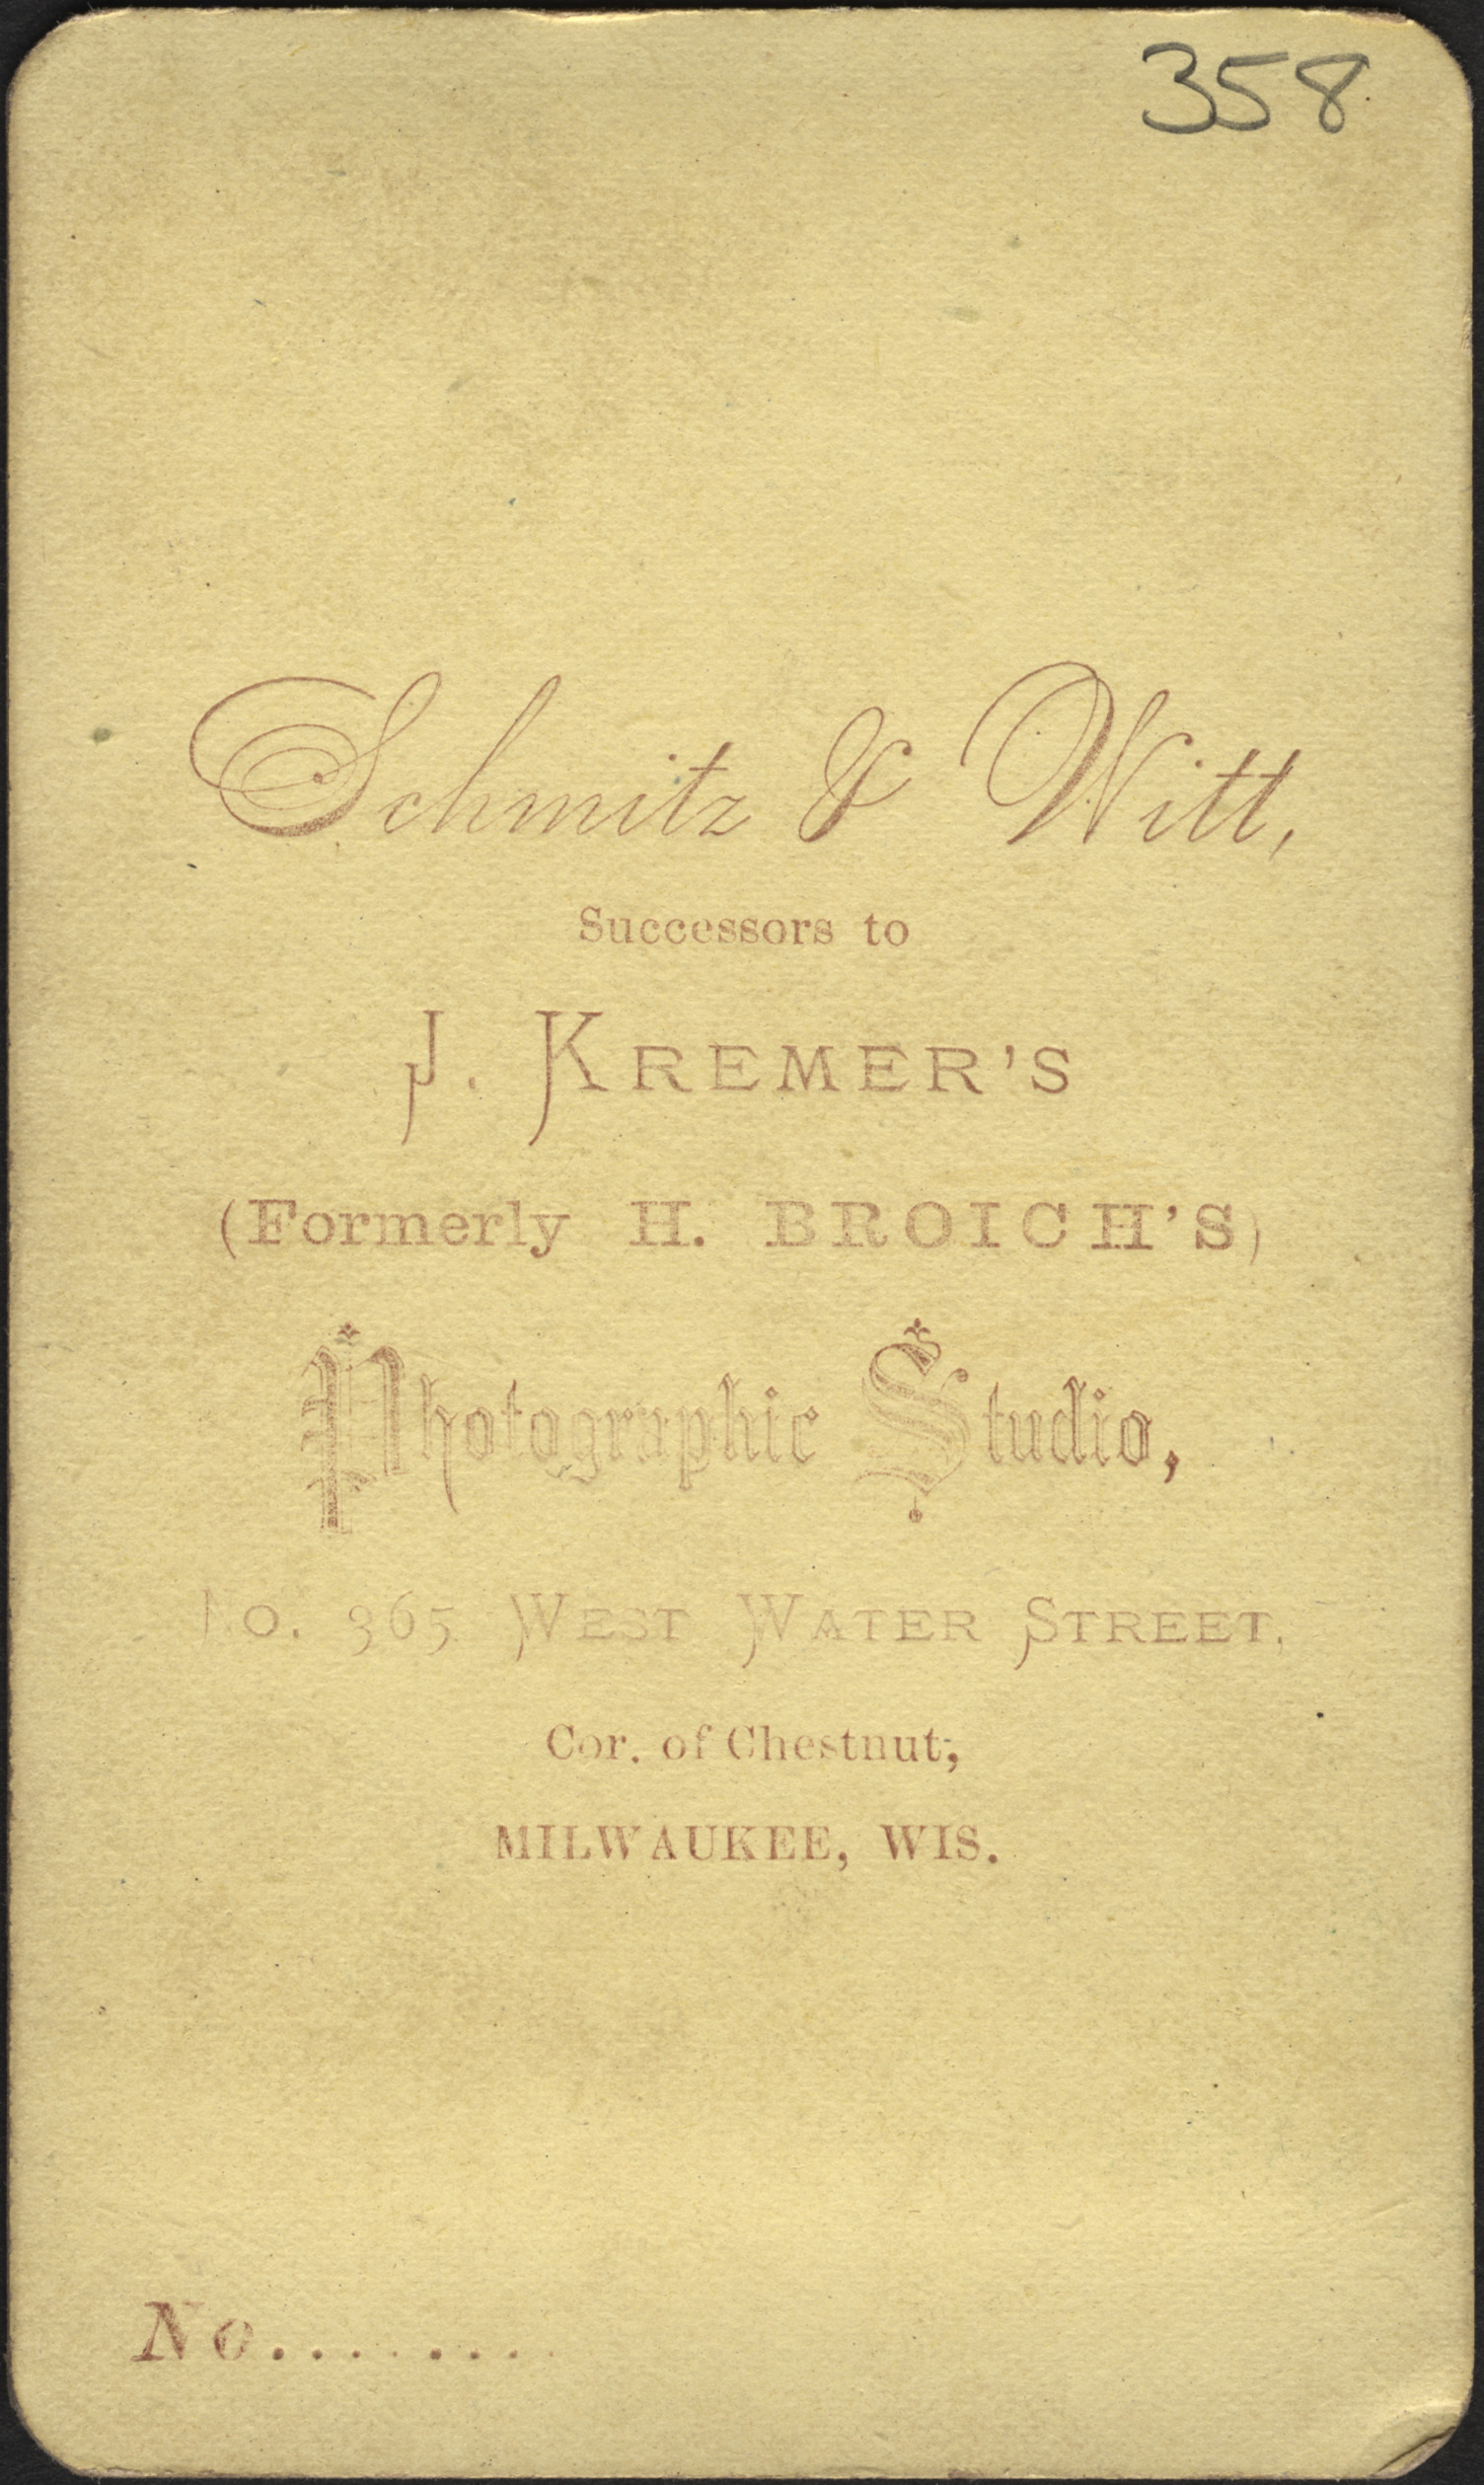 358
Schmitz & Witt,
Successors to
J. KREMER'S
(Formerly H. BROICH'S)
Photographic Studio,
No. 365 WEST WATER STREET,
Cor. of Chestnut,
MILWAUKEE, WIS.
No.........